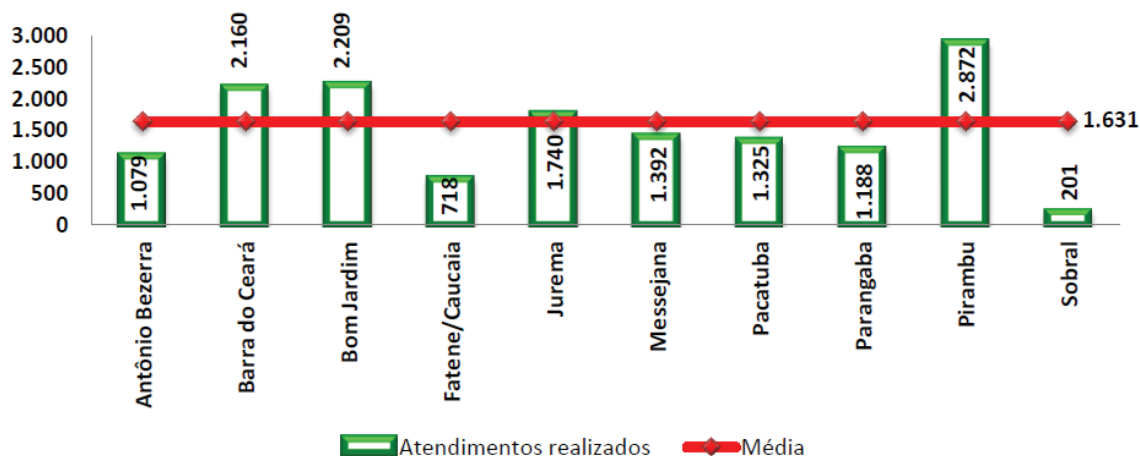 3.000
2.500
2.000
1.500
1.000
500
0
1.079
2.160
2.209
718
1.740
1.392
1.325
1.188
2.872
201
1.631
Antônio Bezerra
Barra do Ceará
Bom Jardim
Fatene/Caucaia
Jurema
Messejana
Pacatuba
Parangaba
Pirambu
Sobral
Atendimentos realizados
Média